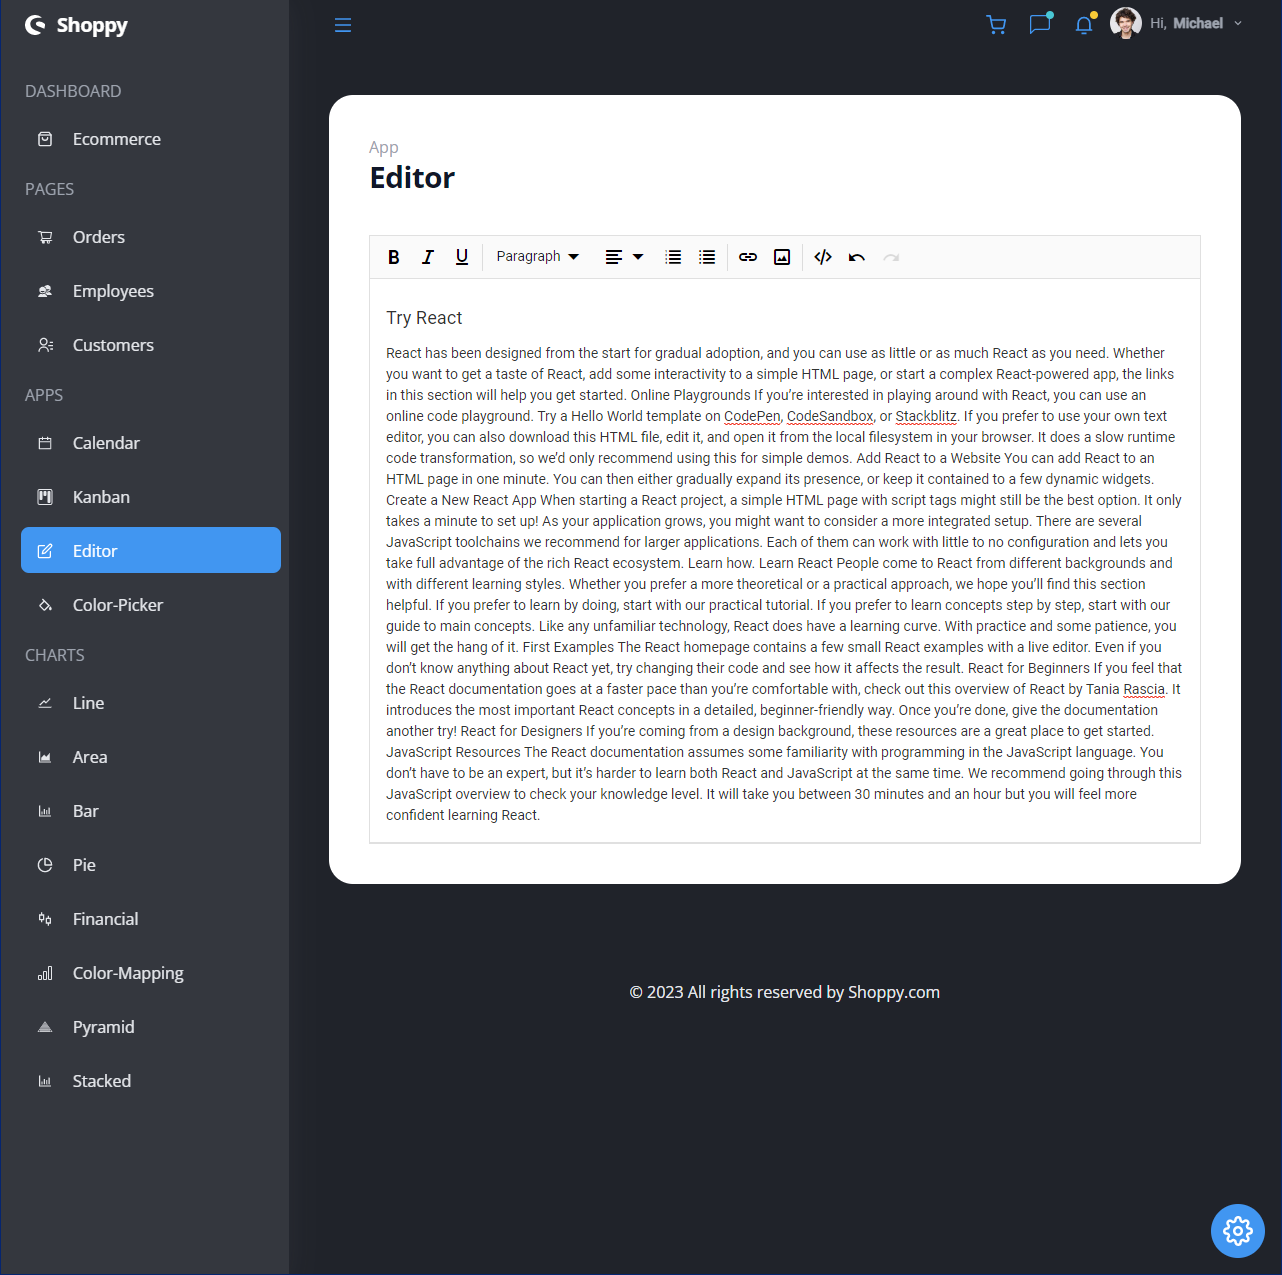 Shoppy
Hi, Michael
DASHBOARD
Ecommerce
PAGES
Orders
Employees
Customers
APPS
Calendar
Kanban
Editor
Color-Picker
CHARTS
Line
Area
Bar
Pie
Financial
Color-Mapping
Pyramid
Stacked
App
Editor
B I U Paragraph
Try React
React has been designed from the start for gradual adoption, and you can use as little or as much React as you need. Whether
you want to get a taste of React, add some interactivity to a simple HTML page, or start a complex React-powered app, the links
in this section will help you get started. Online Playgrounds If you’re interested in playing around with React, you can use an
online code playground. Try a Hello World template on CodePen, CodeSandbox, or Stackblitz. If you prefer to use your own text
editor, you can also download this HTML file, edit it, and open it from the local filesystem in your browser. It does a slow runtime
code transformation, so we’d only recommend using this for simple demos. Add React to a Website You can add React to an
HTML page in one minute. You can then either gradually expand its presence, or keep it contained to a few dynamic widgets.
Create a New React App When starting a React project, a simple HTML page with script tags might still be the best option. It only
takes a minute to set up! As your application grows, you might want to consider a more integrated setup. There are several
JavaScript toolchains we recommend for larger applications. Each of them can work with little to no configuration and lets you
take full advantage of the rich React ecosystem. Learn how. Learn React People come to React from different backgrounds and
with different learning styles. Whether you prefer a more theoretical or a practical approach, we hope you’ll find this section
helpful. If you prefer to learn by doing, start with our practical tutorial. If you prefer to learn concepts step by step, start with our
guide to main concepts. Like any unfamiliar technology, React does have a learning curve. With practice and some patience, you
will get the hang of it. First Examples The React homepage contains a few small React examples with a live editor. Even if you
don’t know anything about React yet, try changing their code and see how it affects the result. React for Beginners If you feel that
the React documentation goes at a faster pace than you’re comfortable with, check out this overview of React by Tania Rascia. It
introduces the most important React concepts in a detailed, beginner-friendly way. Once you’re done, give the documentation
another try! React for Designers If you’re coming from a design background, these resources are a great place to get started.
JavaScript Resources The React documentation assumes some familiarity with programming in the JavaScript language. You
don’t have to be an expert, but it’s harder to learn both React and JavaScript at the same time. We recommend going through this
JavaScript overview to check your knowledge level. It will take you between 30 minutes and an hour but you will feel more
confident learning React.
© 2023 All rights reserved by Shoppy.com